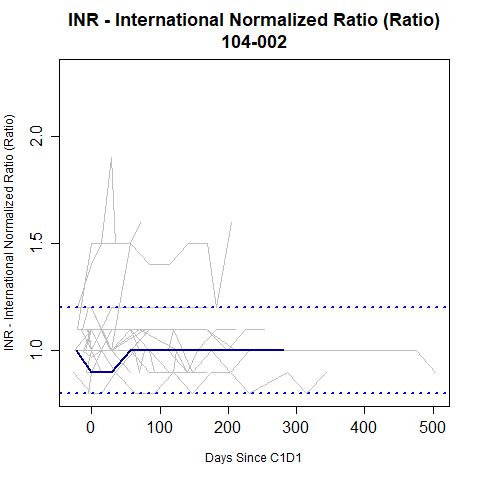 INR - International Normalized Ratio (Ratio)
104-002
INR - International Normalized Ratio (Ratio)
2.0
1.5
1.0
0 100 200 300 400 500
Days Since C1D1